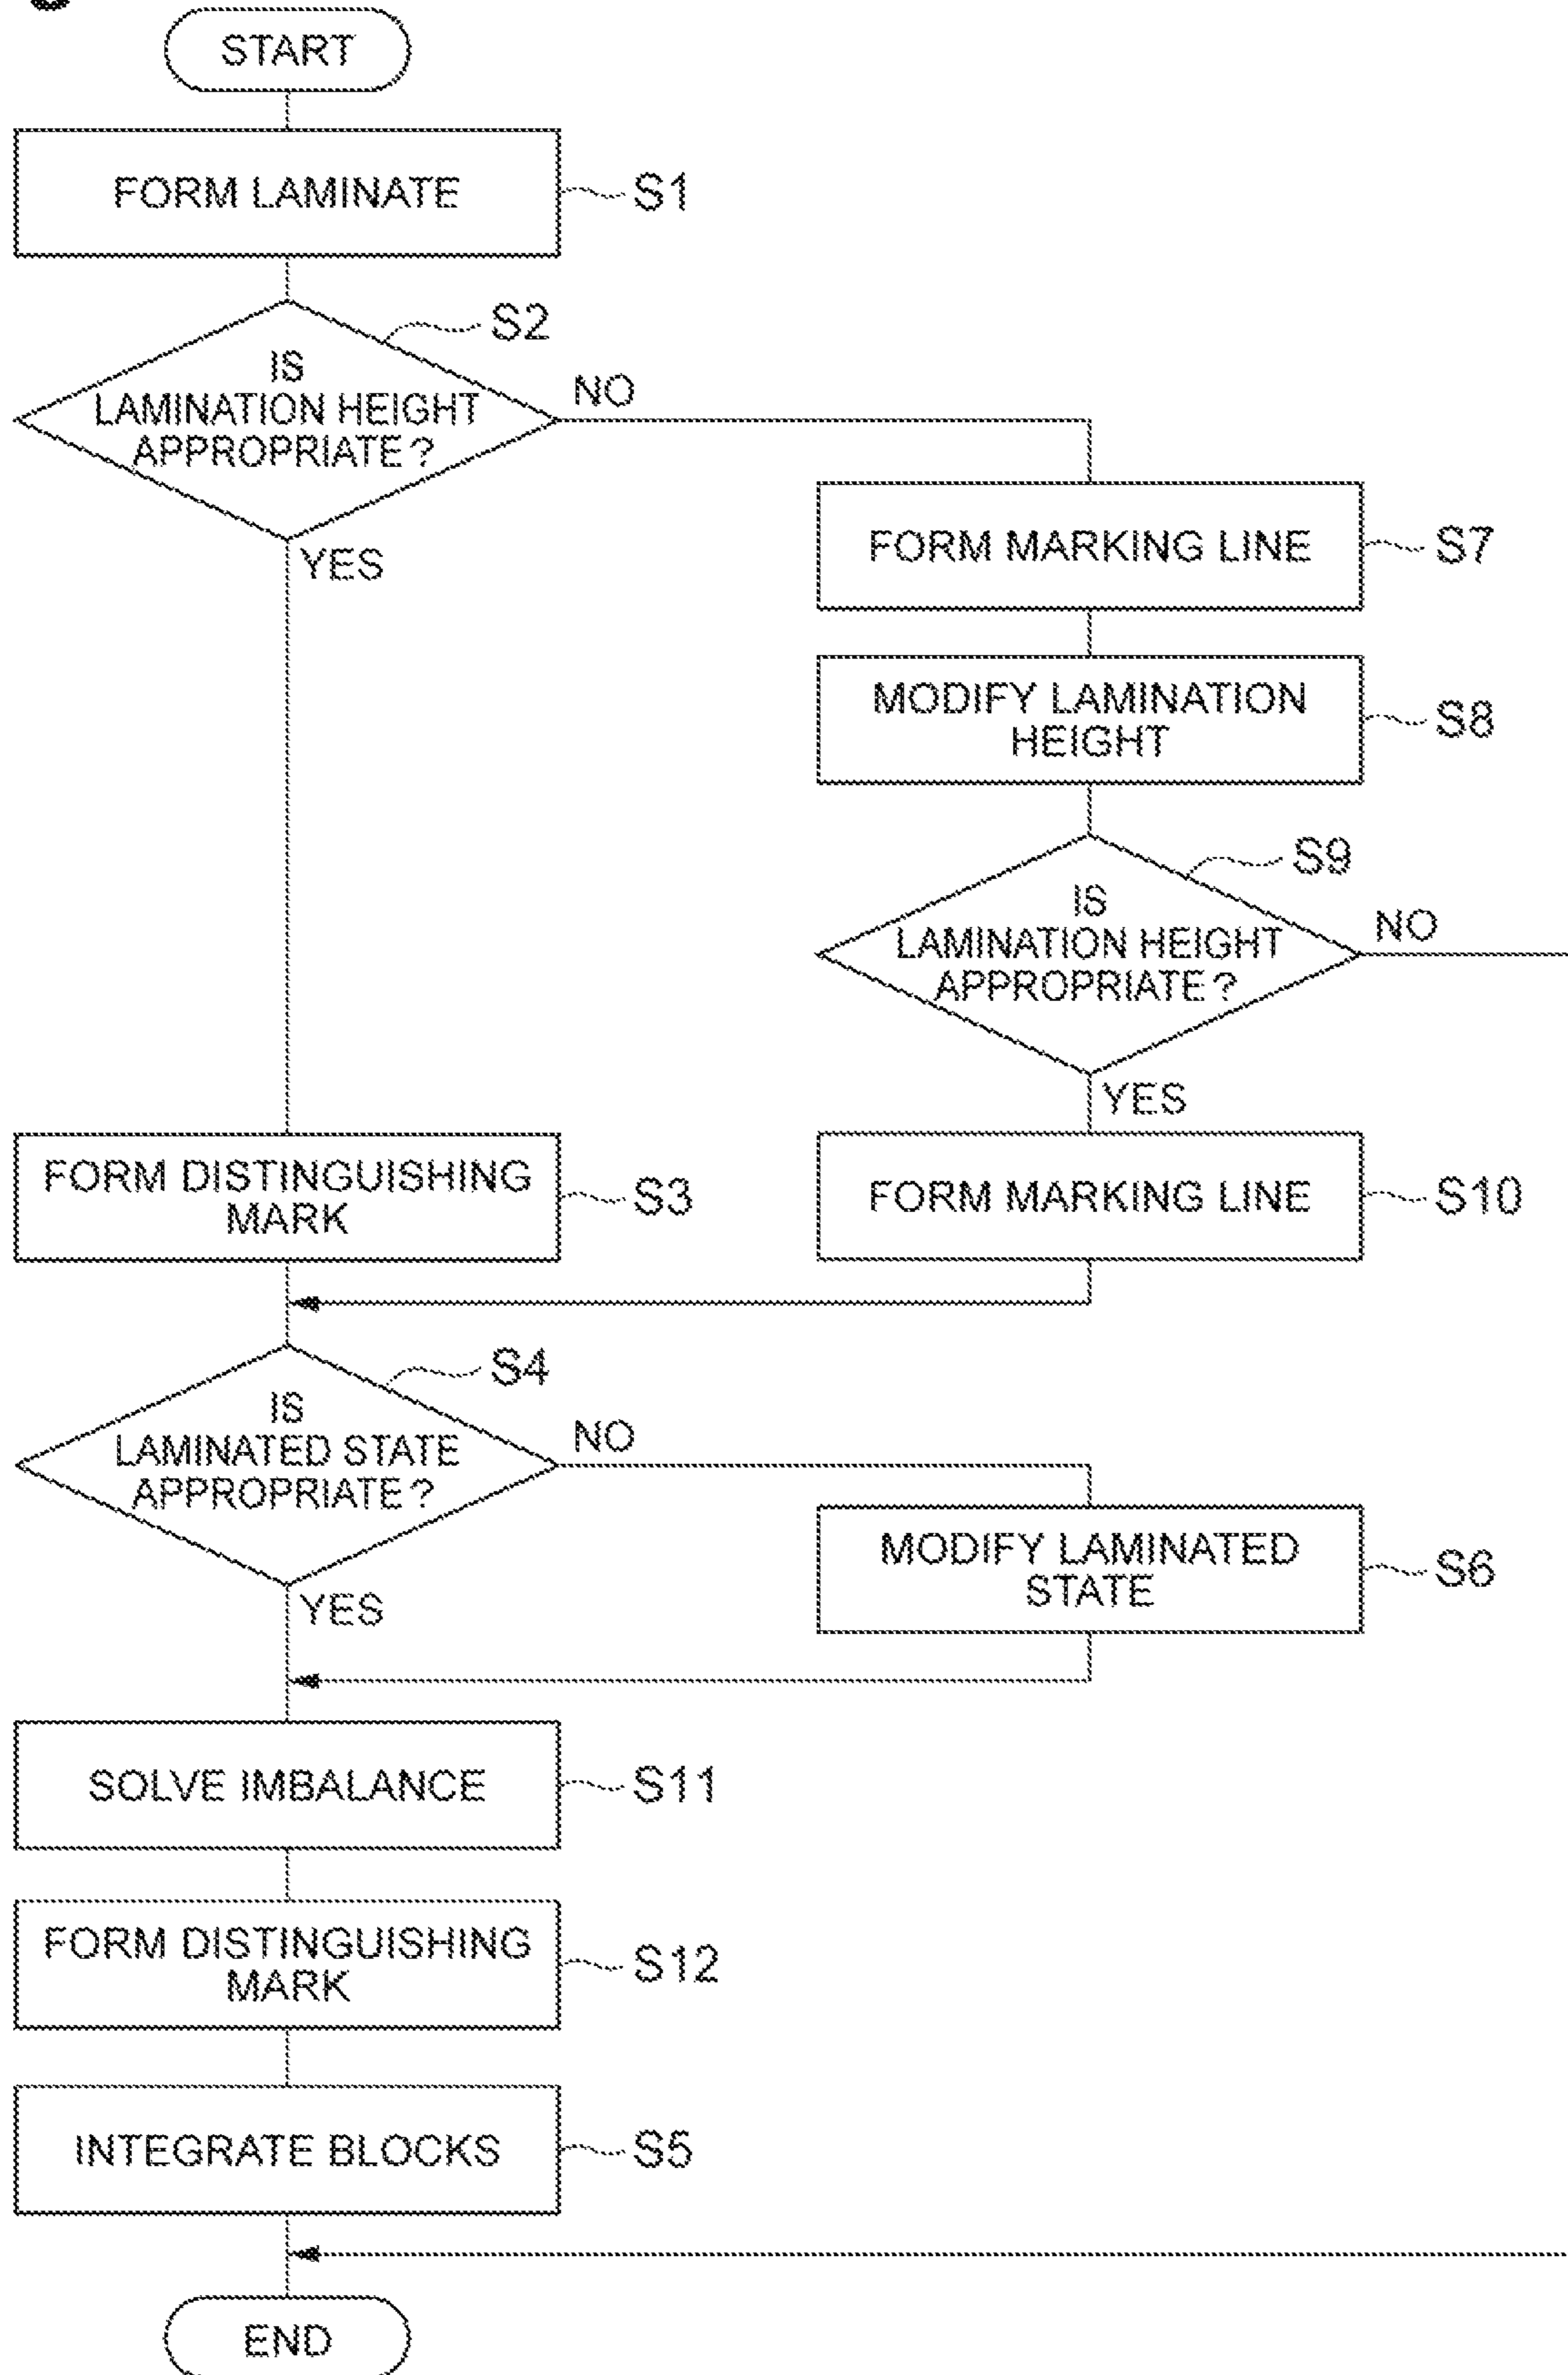 START
FORM LAMINATE
S1
S2
IS
LAMINATION HEIGHT
APPROPRIATE?
NO
YES
FORM MARKING LINE
S7
MODIFY LAMINATION
HEIGHT
S8
S9
IS
LAMINATION HEIGHT
APPROPRIATE?
NO
YES
FORM DISTINGUISHING
MARK
S3
FORM MARKING LINE
S10
S4
IS
LAMINATED STATE
APPROPRIATE?
NO
YES
MODIFY LAMINATED
STATE
S6
SOLVE IMBALANCE
S11
FORM DISTINGUISHING
MARK
S12
INTEGRATE BLOCKS
S5
END